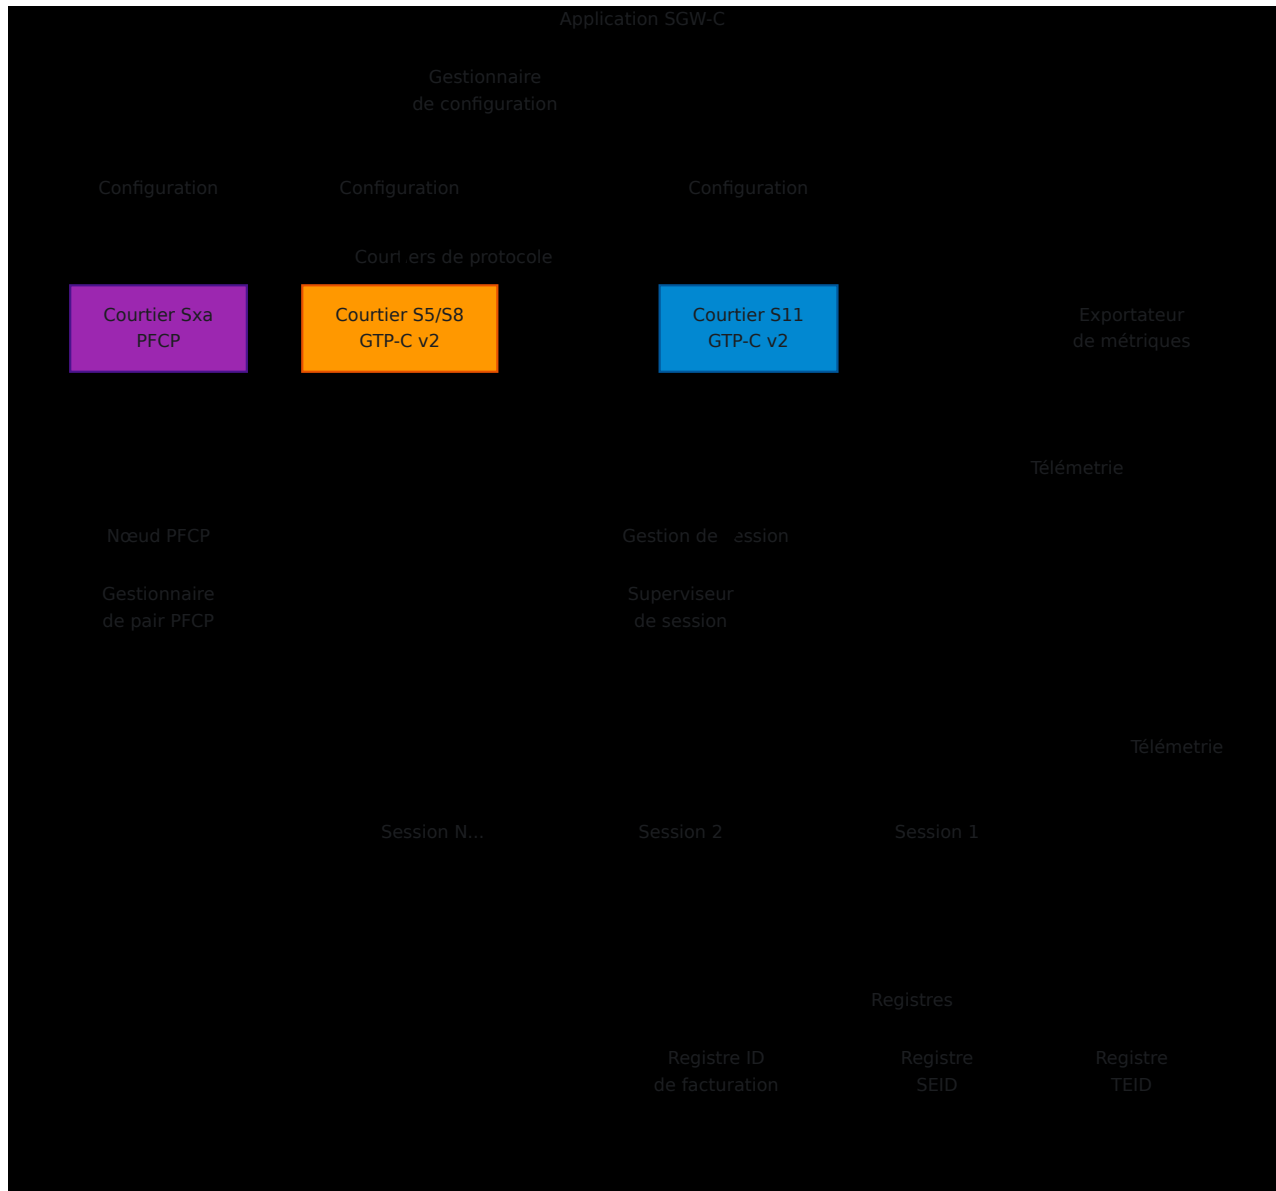 Application SGW-C
Gestionnaire
de configuration
Configuration
Configuration
Configuration
de protocole
Courtier Sxa
PFCP
Courtier S5/S8
GTP-C v2
Courtier S11
GTP-C v2
Exportateur
de métriques
Télémetrie
Nœud PFCP
Gestion de
Gestionnaire
de pair PFCP
Superviseur
de session
Télémetrie
Session N...
Session 2
Session 1
Registres
Registre ID
de facturation
Registre
SEID
Registre
TEID